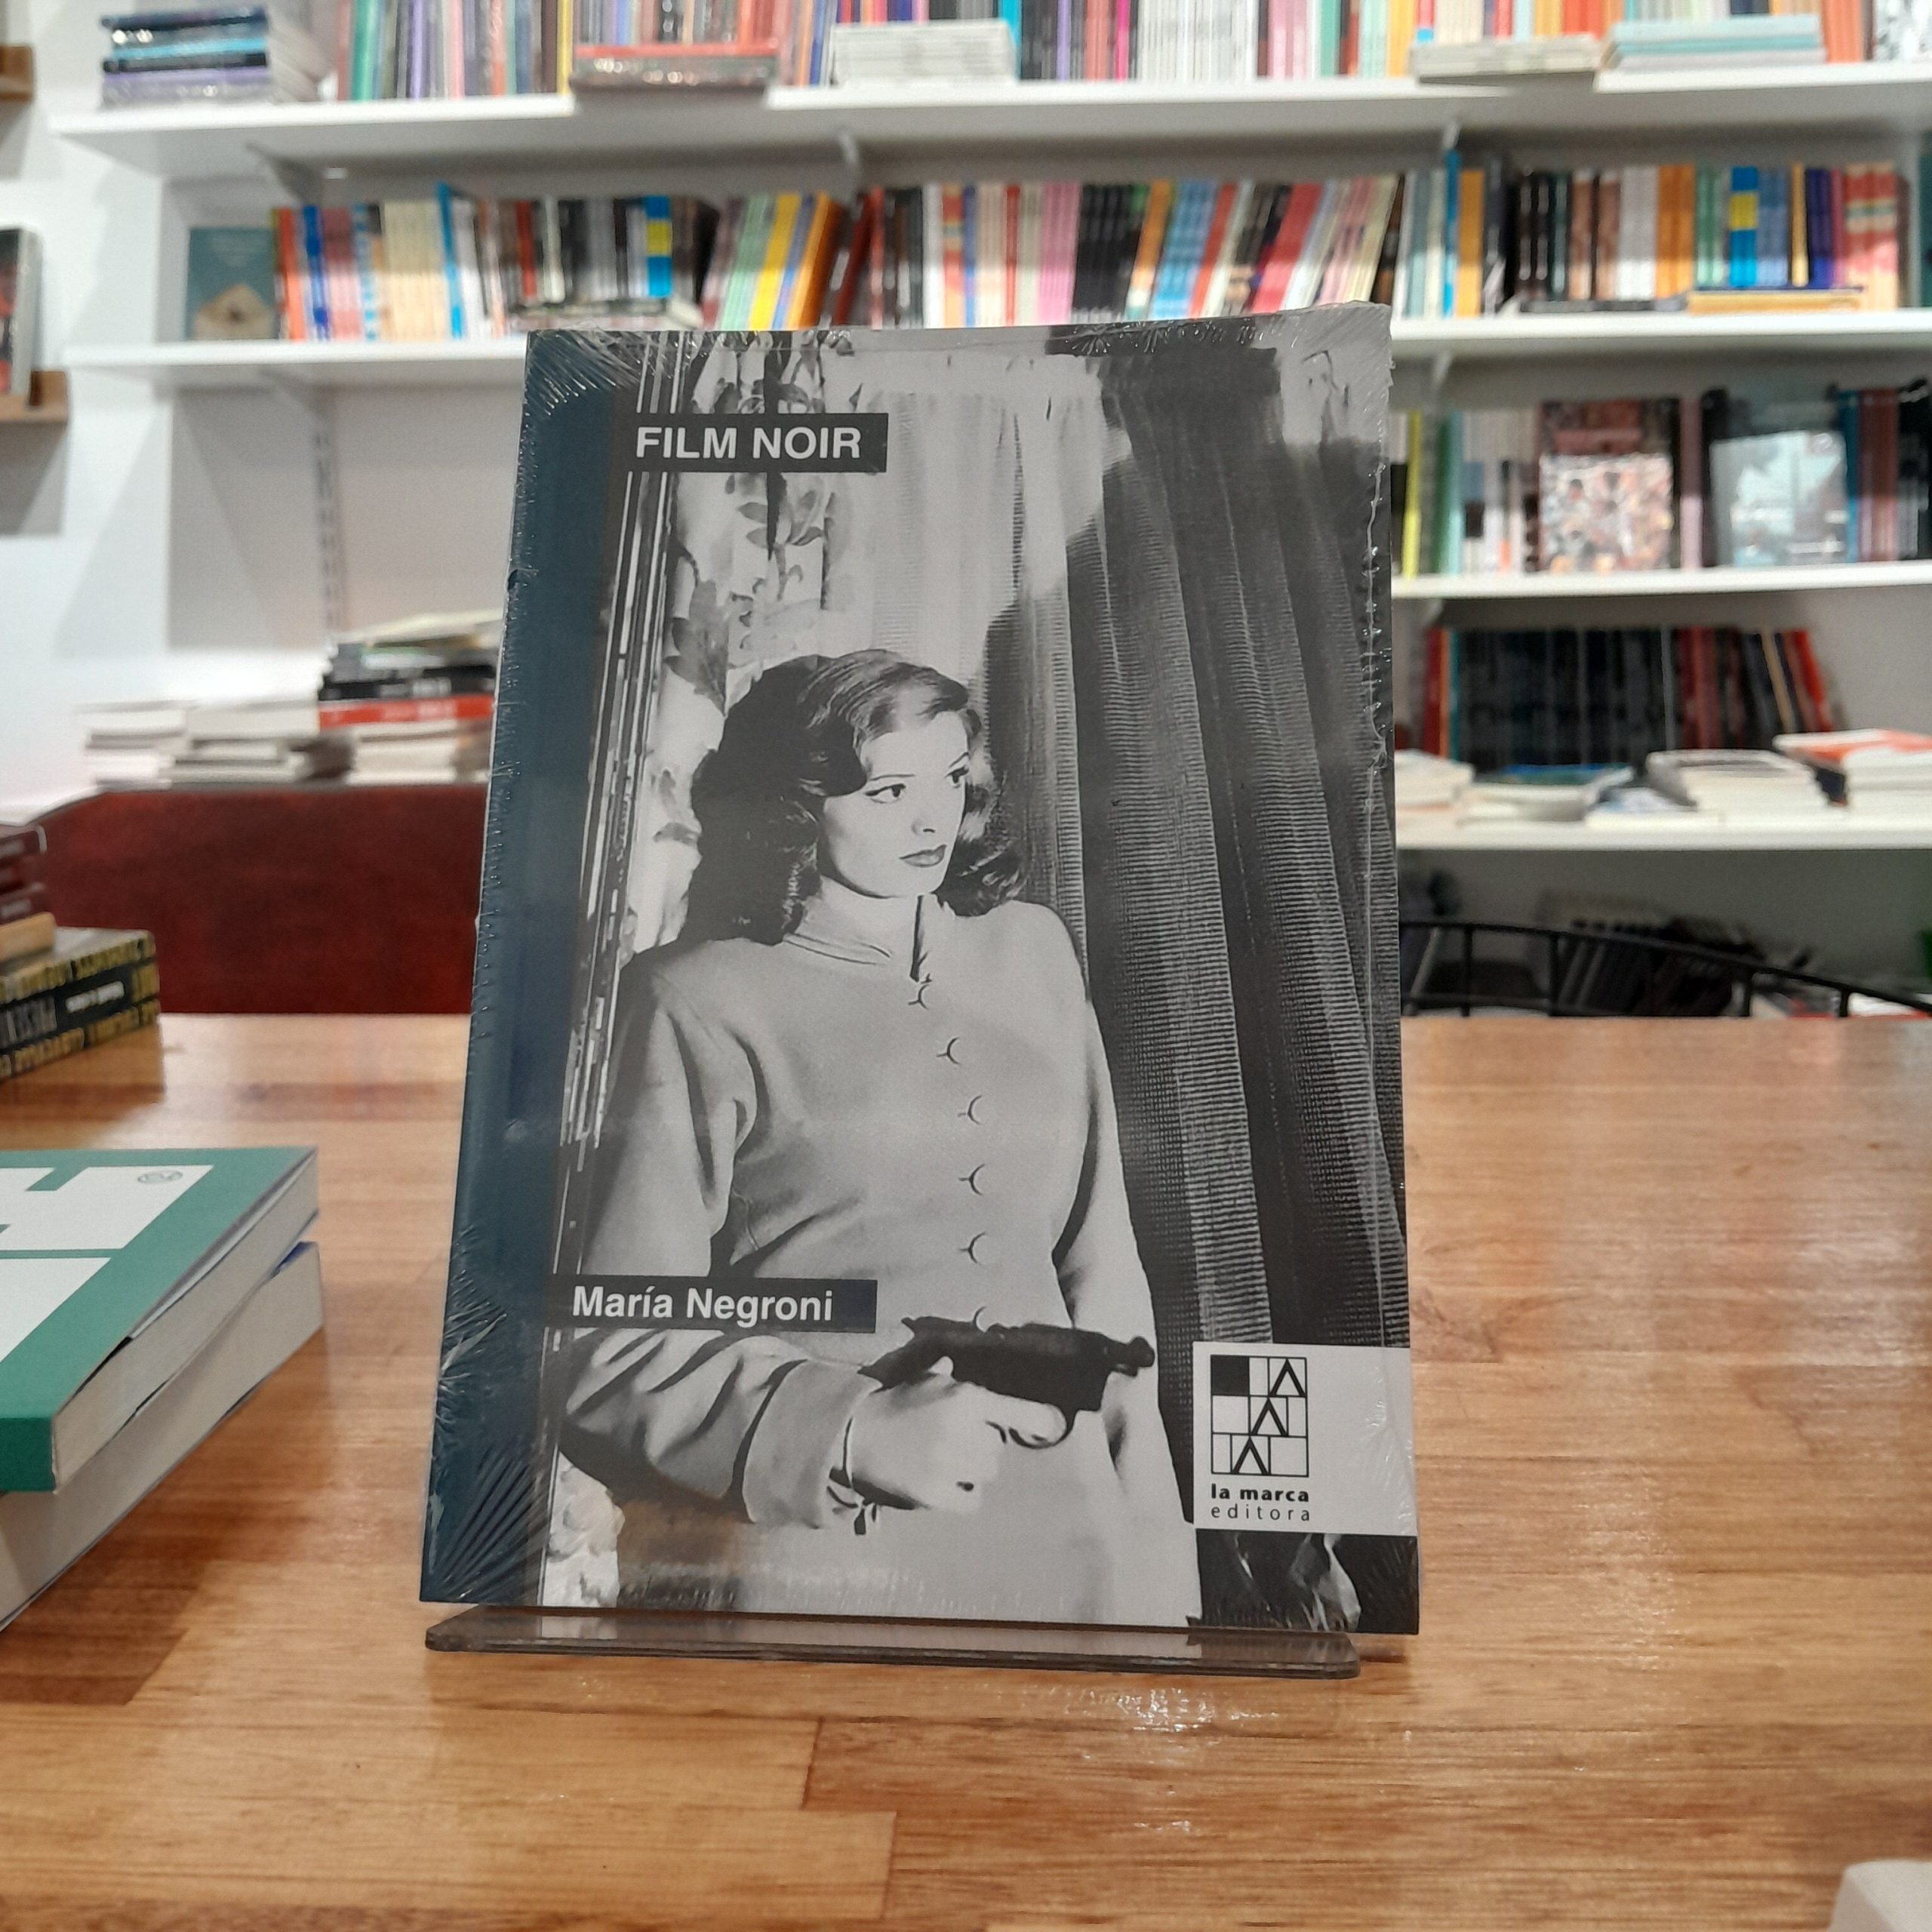 FILM NOIR
María Negroni
la marca
editora